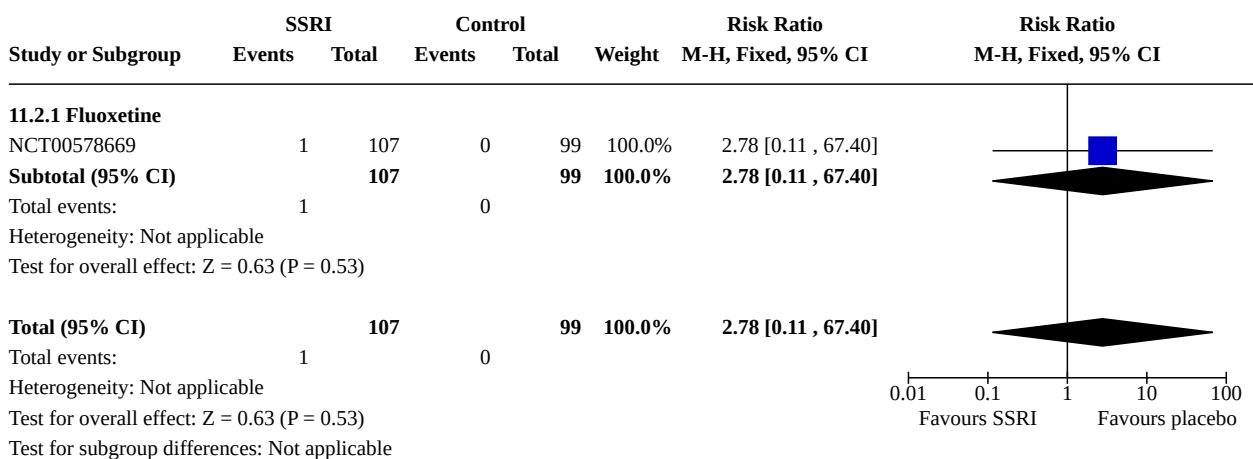 SSRI Control Risk Ratio Risk Ratio
Study or Subgroup Events Total Events Total Weight M-H, Fixed, 95% CI M-H, Fixed, 95% CI
11.2.1 Fluoxetine
NCT00578669 1 107 0 99 100.0% 2.78 [0.11 , 67.40]
Subtotal (95% CI) 107 99 100.0% 2.78 [0.11 , 67.40]
Total events: 1 0
Heterogeneity: Not applicable
Test for overall effect: Z = 0.63 (P = 0.53)
Total (95% CI) 107 99 100.0% 2.78 [0.11 , 67.40]
Total events: 1 0
Heterogeneity: Not applicable
0.01 0.1 1 10 100
Test for overall effect: Z = 0.63 (P = 0.53)
Favours SSRI Favours placebo
Test for subgroup differences: Not applicable